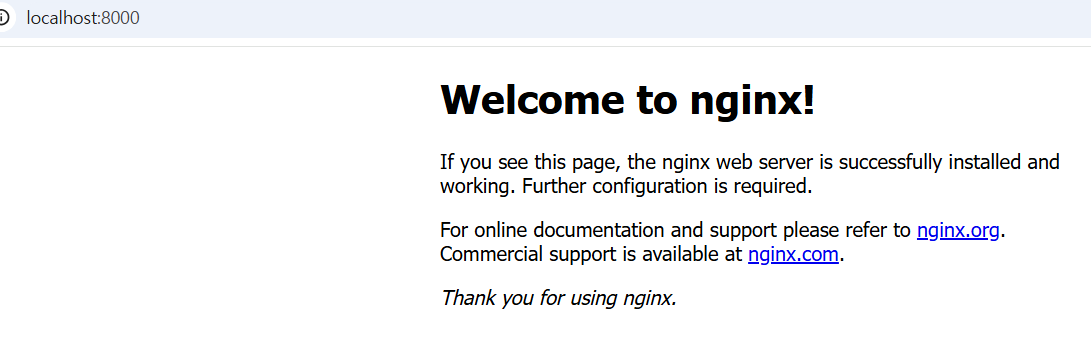 localhost:8000
Welcome to nginx!
If you see this page, the nginx web server is successfully installed and
working. Further configuration is required.
For online documentation and support please refer to nginx.org.
Commercial support is available at nginx.com.
Thank you for using nginx.